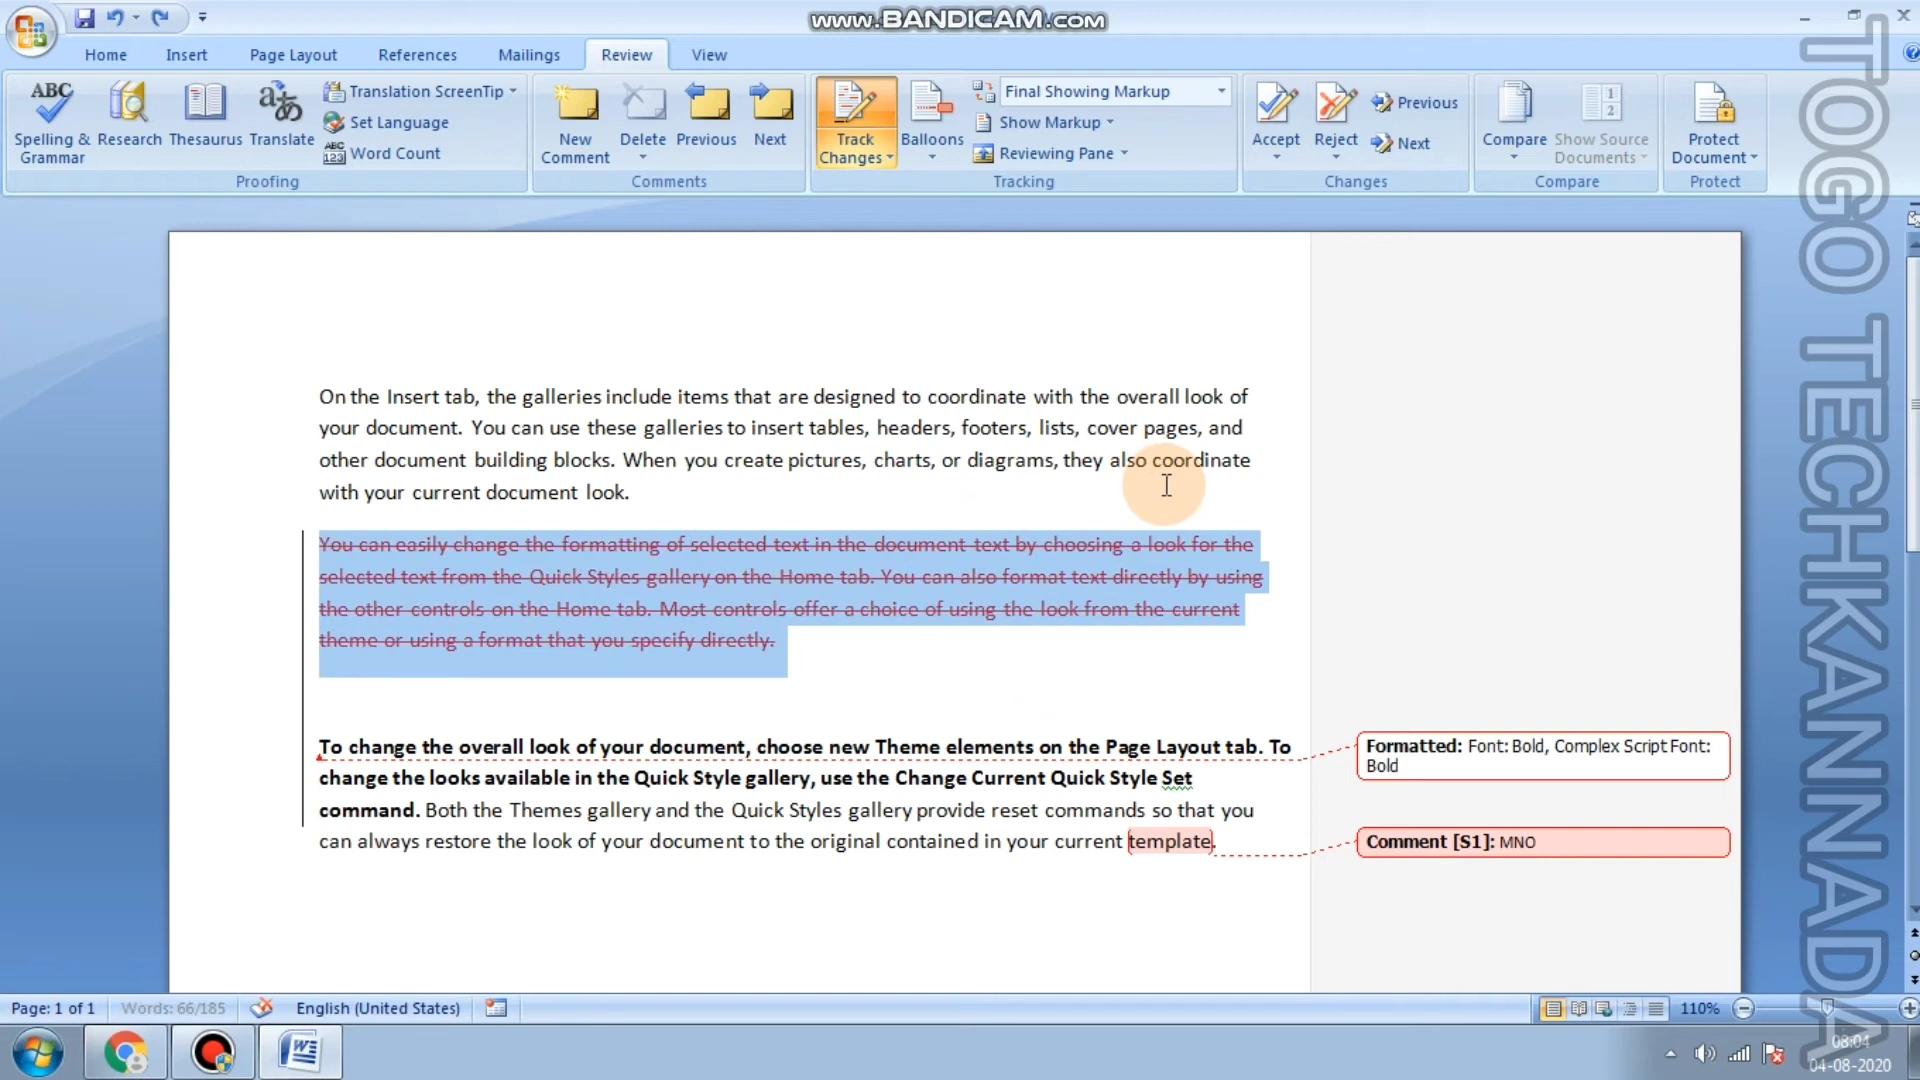 www.BANDICAM.com
Home Insert Page Layout References Mailings Review View
ABC
Spelling & Grammar
Research
Thesaurus
Translate
Translation ScreenTip
Set Language
ABC 123 Word Count
Proofing
New Comment
Delete
Previous
Next
Comments
Track Changes
Balloons
Final Showing Markup
Show Markup
Reviewing Pane
Tracking
Accept
Reject
Previous
Next
Changes
Compare
Show Source Documents
Compare
Protect Document
Protect
TOGO TECHKANNADA
On the Insert tab, the galleries include items that are designed to coordinate with the overall look of
your document. You can use these galleries to insert tables, headers, footers, lists, cover pages, and
other document building blocks. When you create pictures, charts, or diagrams, they also coordinate
with your current document look.
You can easily change the formatting of selected text in the document text by choosing a look for the
selected text from the Quick Styles gallery on the Home tab. You can also format text directly by using
the other controls on the Home tab. Most controls offer a choice of using the look from the current
theme or using a format that you specify directly.
To change the overall look of your document, choose new Theme elements on the Page Layout tab. To
change the looks available in the Quick Style gallery, use the Change Current Quick Style Set
command. Both the Themes gallery and the Quick Styles gallery provide reset commands so that you
can always restore the look of your document to the original contained in your current template.
Formatted: Font: Bold, Complex Script Font:
Bold
Comment [S1]: MNO
Page: 1 of 1 Words: 66/185 English (United States) 110%
08:04
04-08-2020